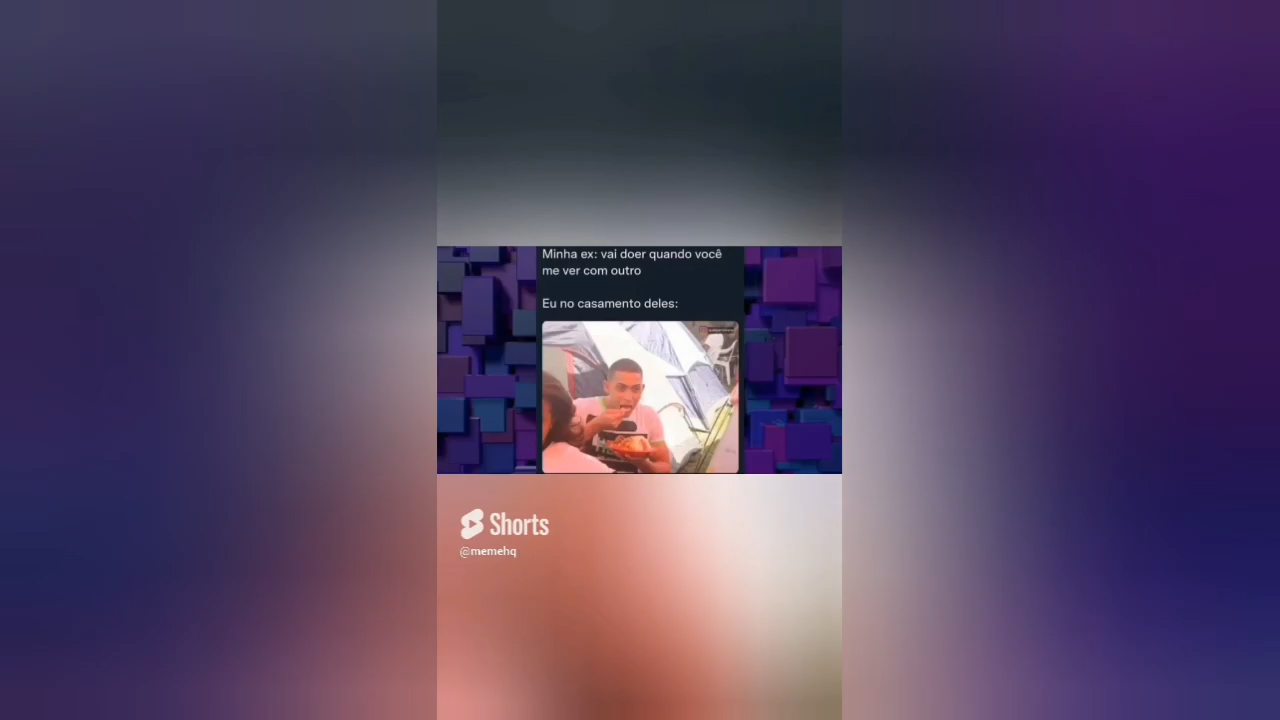 Minha ex: vai doer quando você
me ver com outro
Eu no casamento deles:
Shorts
@memehq